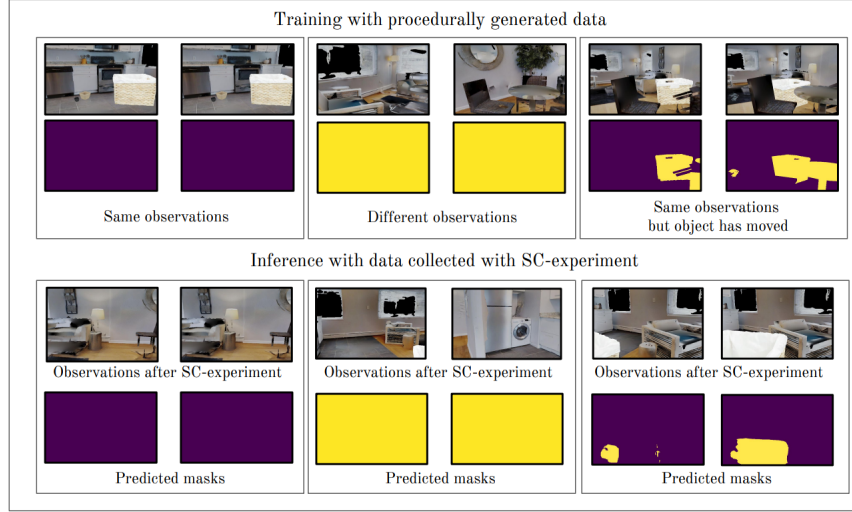 Training with procedurally generated data
Same observations
Different observations
Same observations
but object has moved
Inference with data collected with SC-experiment
Observations after SC-experiment
Observations after SC-experiment
Observations after SC-experiment
Predicted masks
Predicted masks
Predicted masks